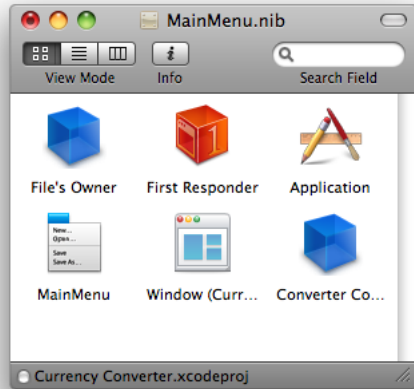 MainMenu.nib
View Mode Info Search Field
File's Owner First Responder Application
1
New...
Open...
Save
Save As...
MainMenu Window (Curr... Converter Co...
Currency Converter.xcodeproj